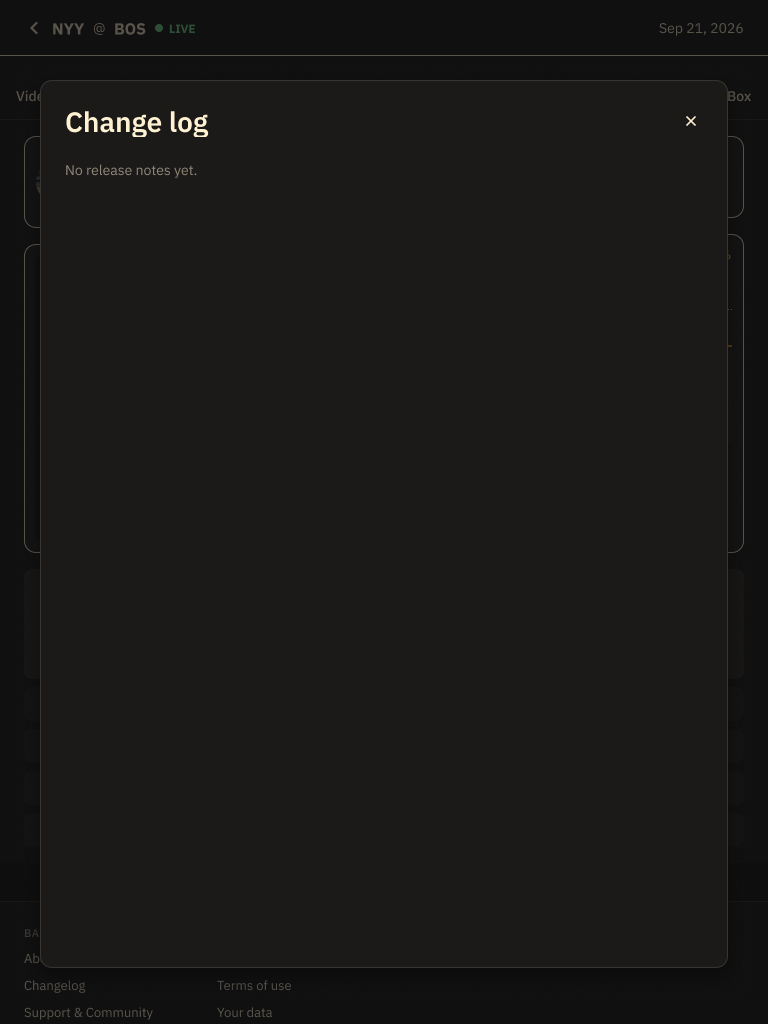 NYY @ BOS LIVE
Sep 21, 2026
Box
Change log
×
No release notes yet.
Changelog
Terms of use
Support & Community
Your data